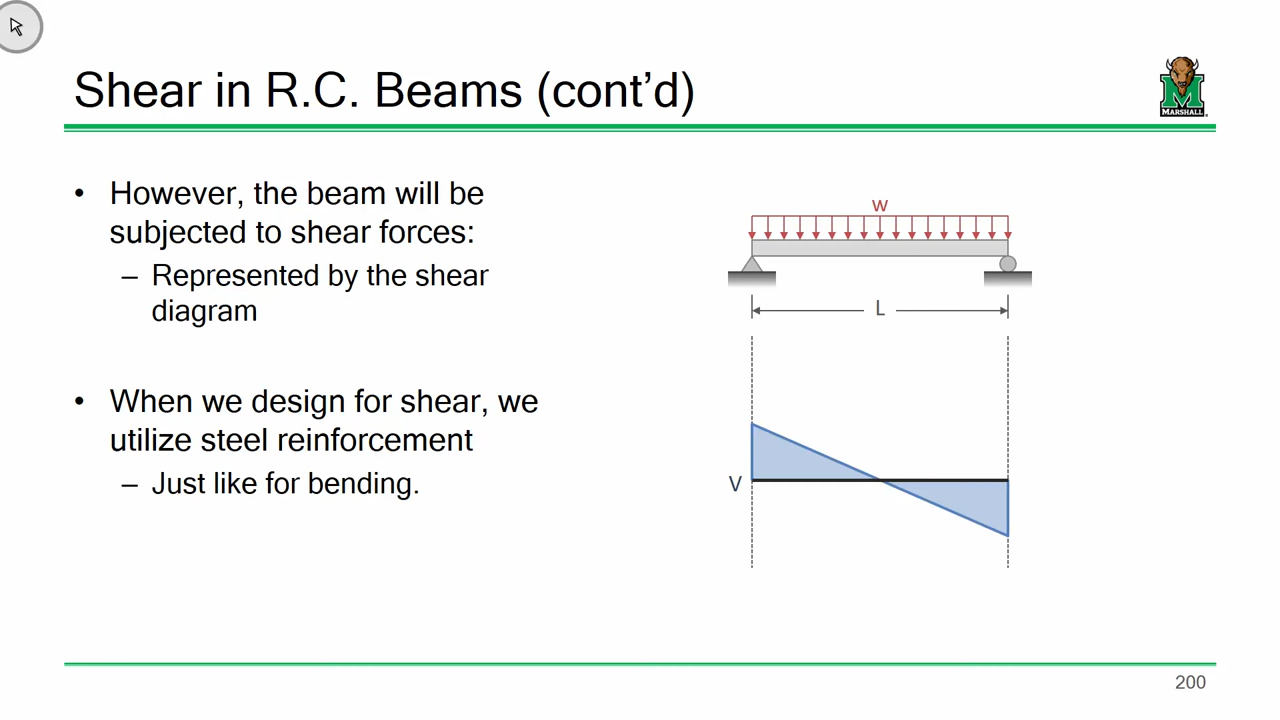 Shear in R.C. Beams (cont’d)
MARSHALL
• However, the beam will be
subjected to shear forces:
– Represented by the shear
diagram
• When we design for shear, we
utilize steel reinforcement
– Just like for bending.
w
L
V
200